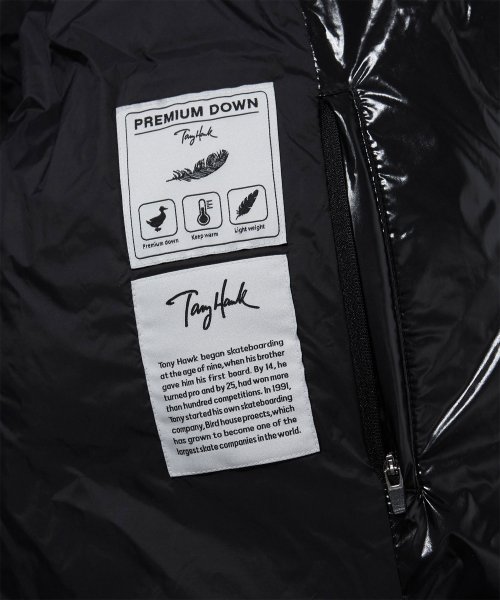 PREMIUM DOWN
Tony Hawk
Premium down
Keep warm
Light weight
Tony Hawk
Tony Hawk began skateboarding
at the age of nine, when his brother
gave him his first board. By 14, he
turned pro and by 25, had won more
than hundred competitions. In 1991,
Tony started his own skateboarding
company, Bird house proects, which
has grown to become one of the
largest skate companies in the world.